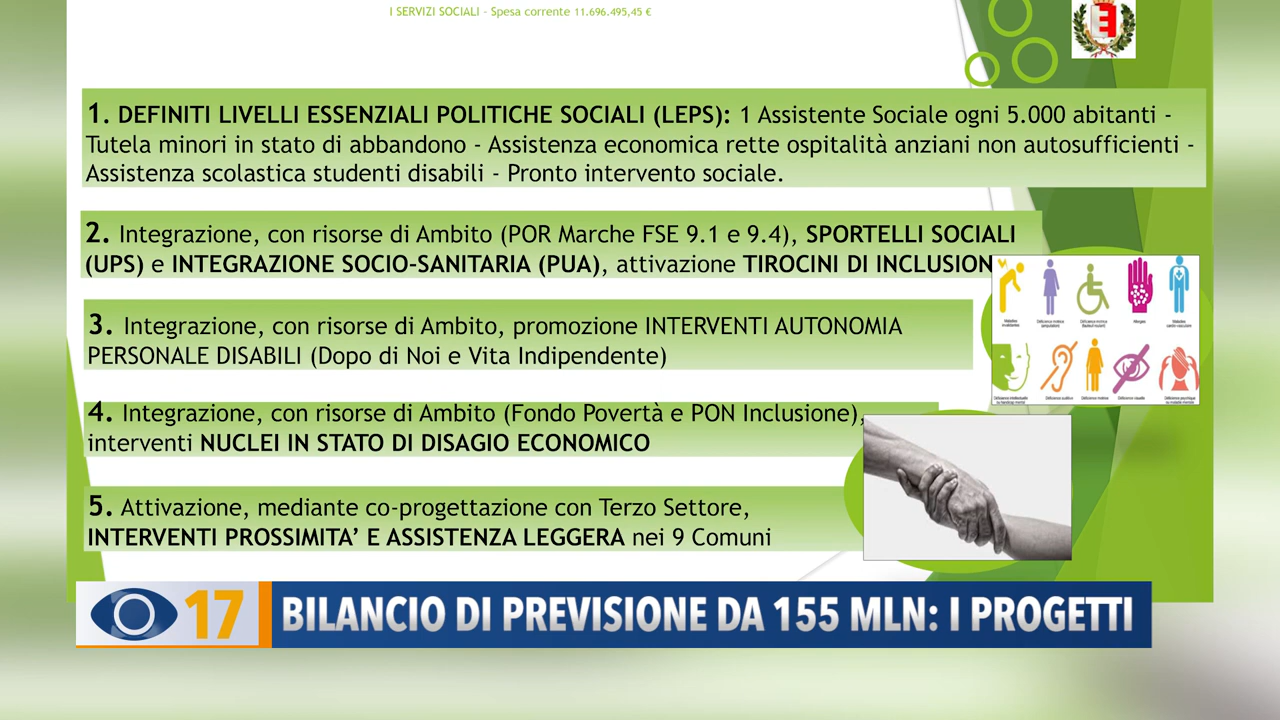 I SERVIZI SOCIALI - Spesa corrente 11.696.495,45 €
1. DEFINITI LIVELLI ESSENZIALI POLITICHE SOCIALI (LEPS): 1 Assistente Sociale ogni 5.000 abitanti -
Tutela minori in stato di abbandono - Assistenza economica rette ospitalità anziani non autosufficienti -
Assistenza scolastica studenti disabili - Pronto intervento sociale.
2. Integrazione, con risorse di Ambito (POR Marche FSE 9.1 e 9.4), SPORTELLI SOCIALI
(UPS) e INTEGRAZIONE SOCIO-SANITARIA (PUA), attivazione TIROCINI DI INCLUSION
3. Integrazione, con risorse di Ambito, promozione INTERVENTI AUTONOMIA
PERSONALE DISABILI (Dopo di Noi e Vita Indipendente)
4. Integrazione, con risorse di Ambito (Fondo Povertà e PON Inclusione),
interventi NUCLEI IN STATO DI DISAGIO ECONOMICO
5. Attivazione, mediante co-progettazione con Terzo Settore,
INTERVENTI PROSSIMITA' E ASSISTENZA LEGGERA nei 9 Comuni
17 BILANCIO DI PREVISIONE DA 155 MLN: I PROGETTI